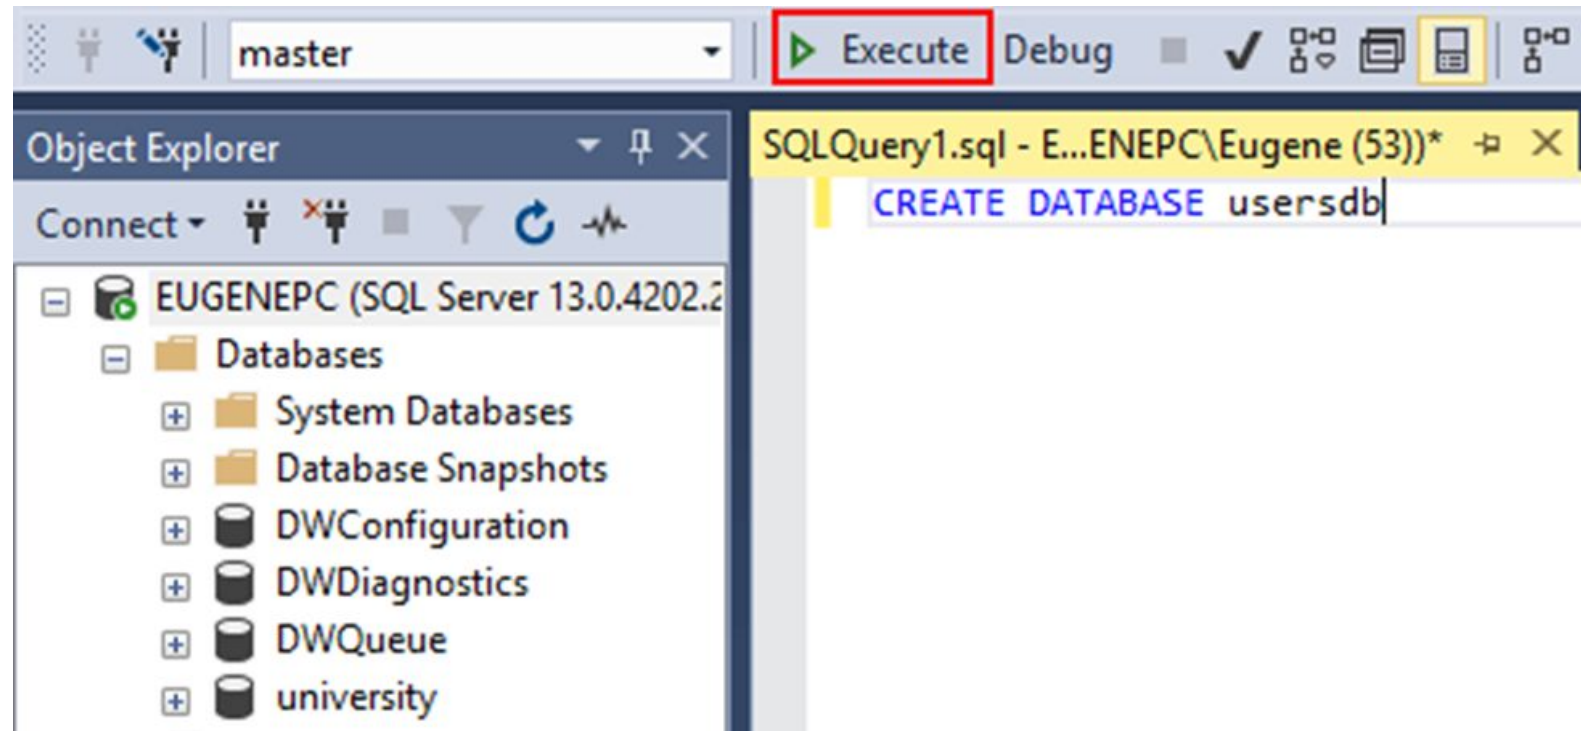 master
Execute Debug
Object Explorer
SQLQuery1.sql - E...ENEPC\Eugene (53))*
CREATE DATABASE usersdb
Connect
EUGENEPC (SQL Server 13.0.4202.2
Databases
System Databases
Database Snapshots
DWConfiguration
DWDiagnostics
DWQueue
university